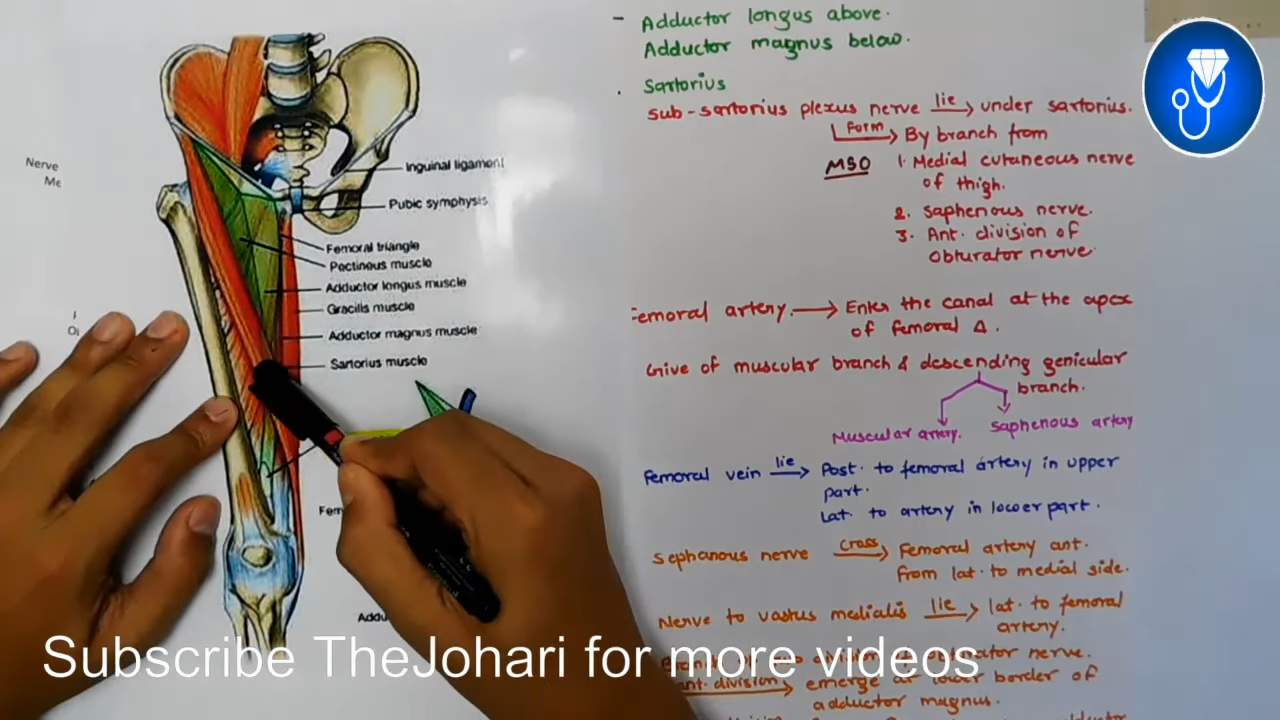 Nerve
Me
Inguinal ligament
Pubic symphysis
Femoral triangle
Pectineus muscle
Adductor longus muscle
Gracilis muscle
Adductor magnus muscle
Sartorius muscle
Fem
Addu
- Adductor longus above.
Adductor magnus below.
. Sartorius
Sub-sartorius plexus nerve lie → under sartorius.
Form → By branch from
MSO 1. Medial cutaneous nerve
of thigh.
2. Saphenous nerve.
3. Ant. division of
obturator nerve
Femoral artery. → Enter the canal at the apex
of femoral Δ.
Give of muscular branch & descending genicular
branch.
Muscular artery. Saphenous artery
Femoral vein lie → Post. to femoral artery in upper
part.
Lat. to artery in lower part.
Sephanous nerve cross → Femoral artery ant.
from lat. to medial side.
Nerve to vastus medialis lie → lat. to femoral
artery.
nerve.
ant. division → emerge at lower border of
adductor magnus.
Subscribe TheJohari for more videos